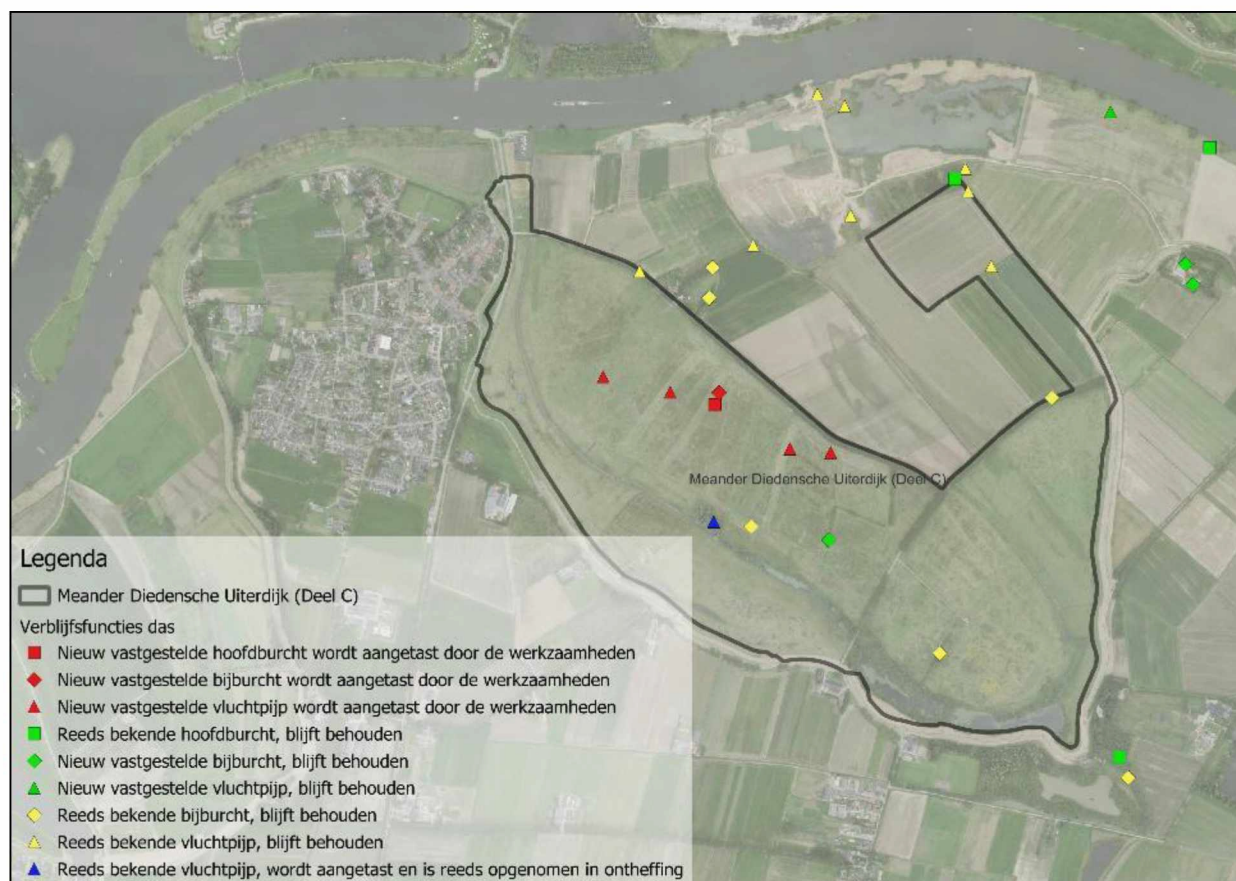 Meander Diedensche Uiterdijk (Deel C)
Legenda
Meander Diedensche Uiterdijk (Deel C)
Verblijfsfuncties das
Nieuw vastgestelde hoofdburcht wordt aangetast door de werkzaamheden
Nieuw vastgestelde bijburcht wordt aangetast door de werkzaamheden
Nieuw vastgestelde vluchtpijp wordt aangetast door de werkzaamheden
Reeds bekende hoofdburcht, blijft behouden
Nieuw vastgestelde bijburcht, blijft behouden
Nieuw vastgestelde vluchtpijp, blijft behouden
Reeds bekende bijburcht, blijft behouden
Reeds bekende vluchtpijp, blijft behouden
Reeds bekende vluchtpijp, wordt aangetast en is reeds opgenomen in ontheffing